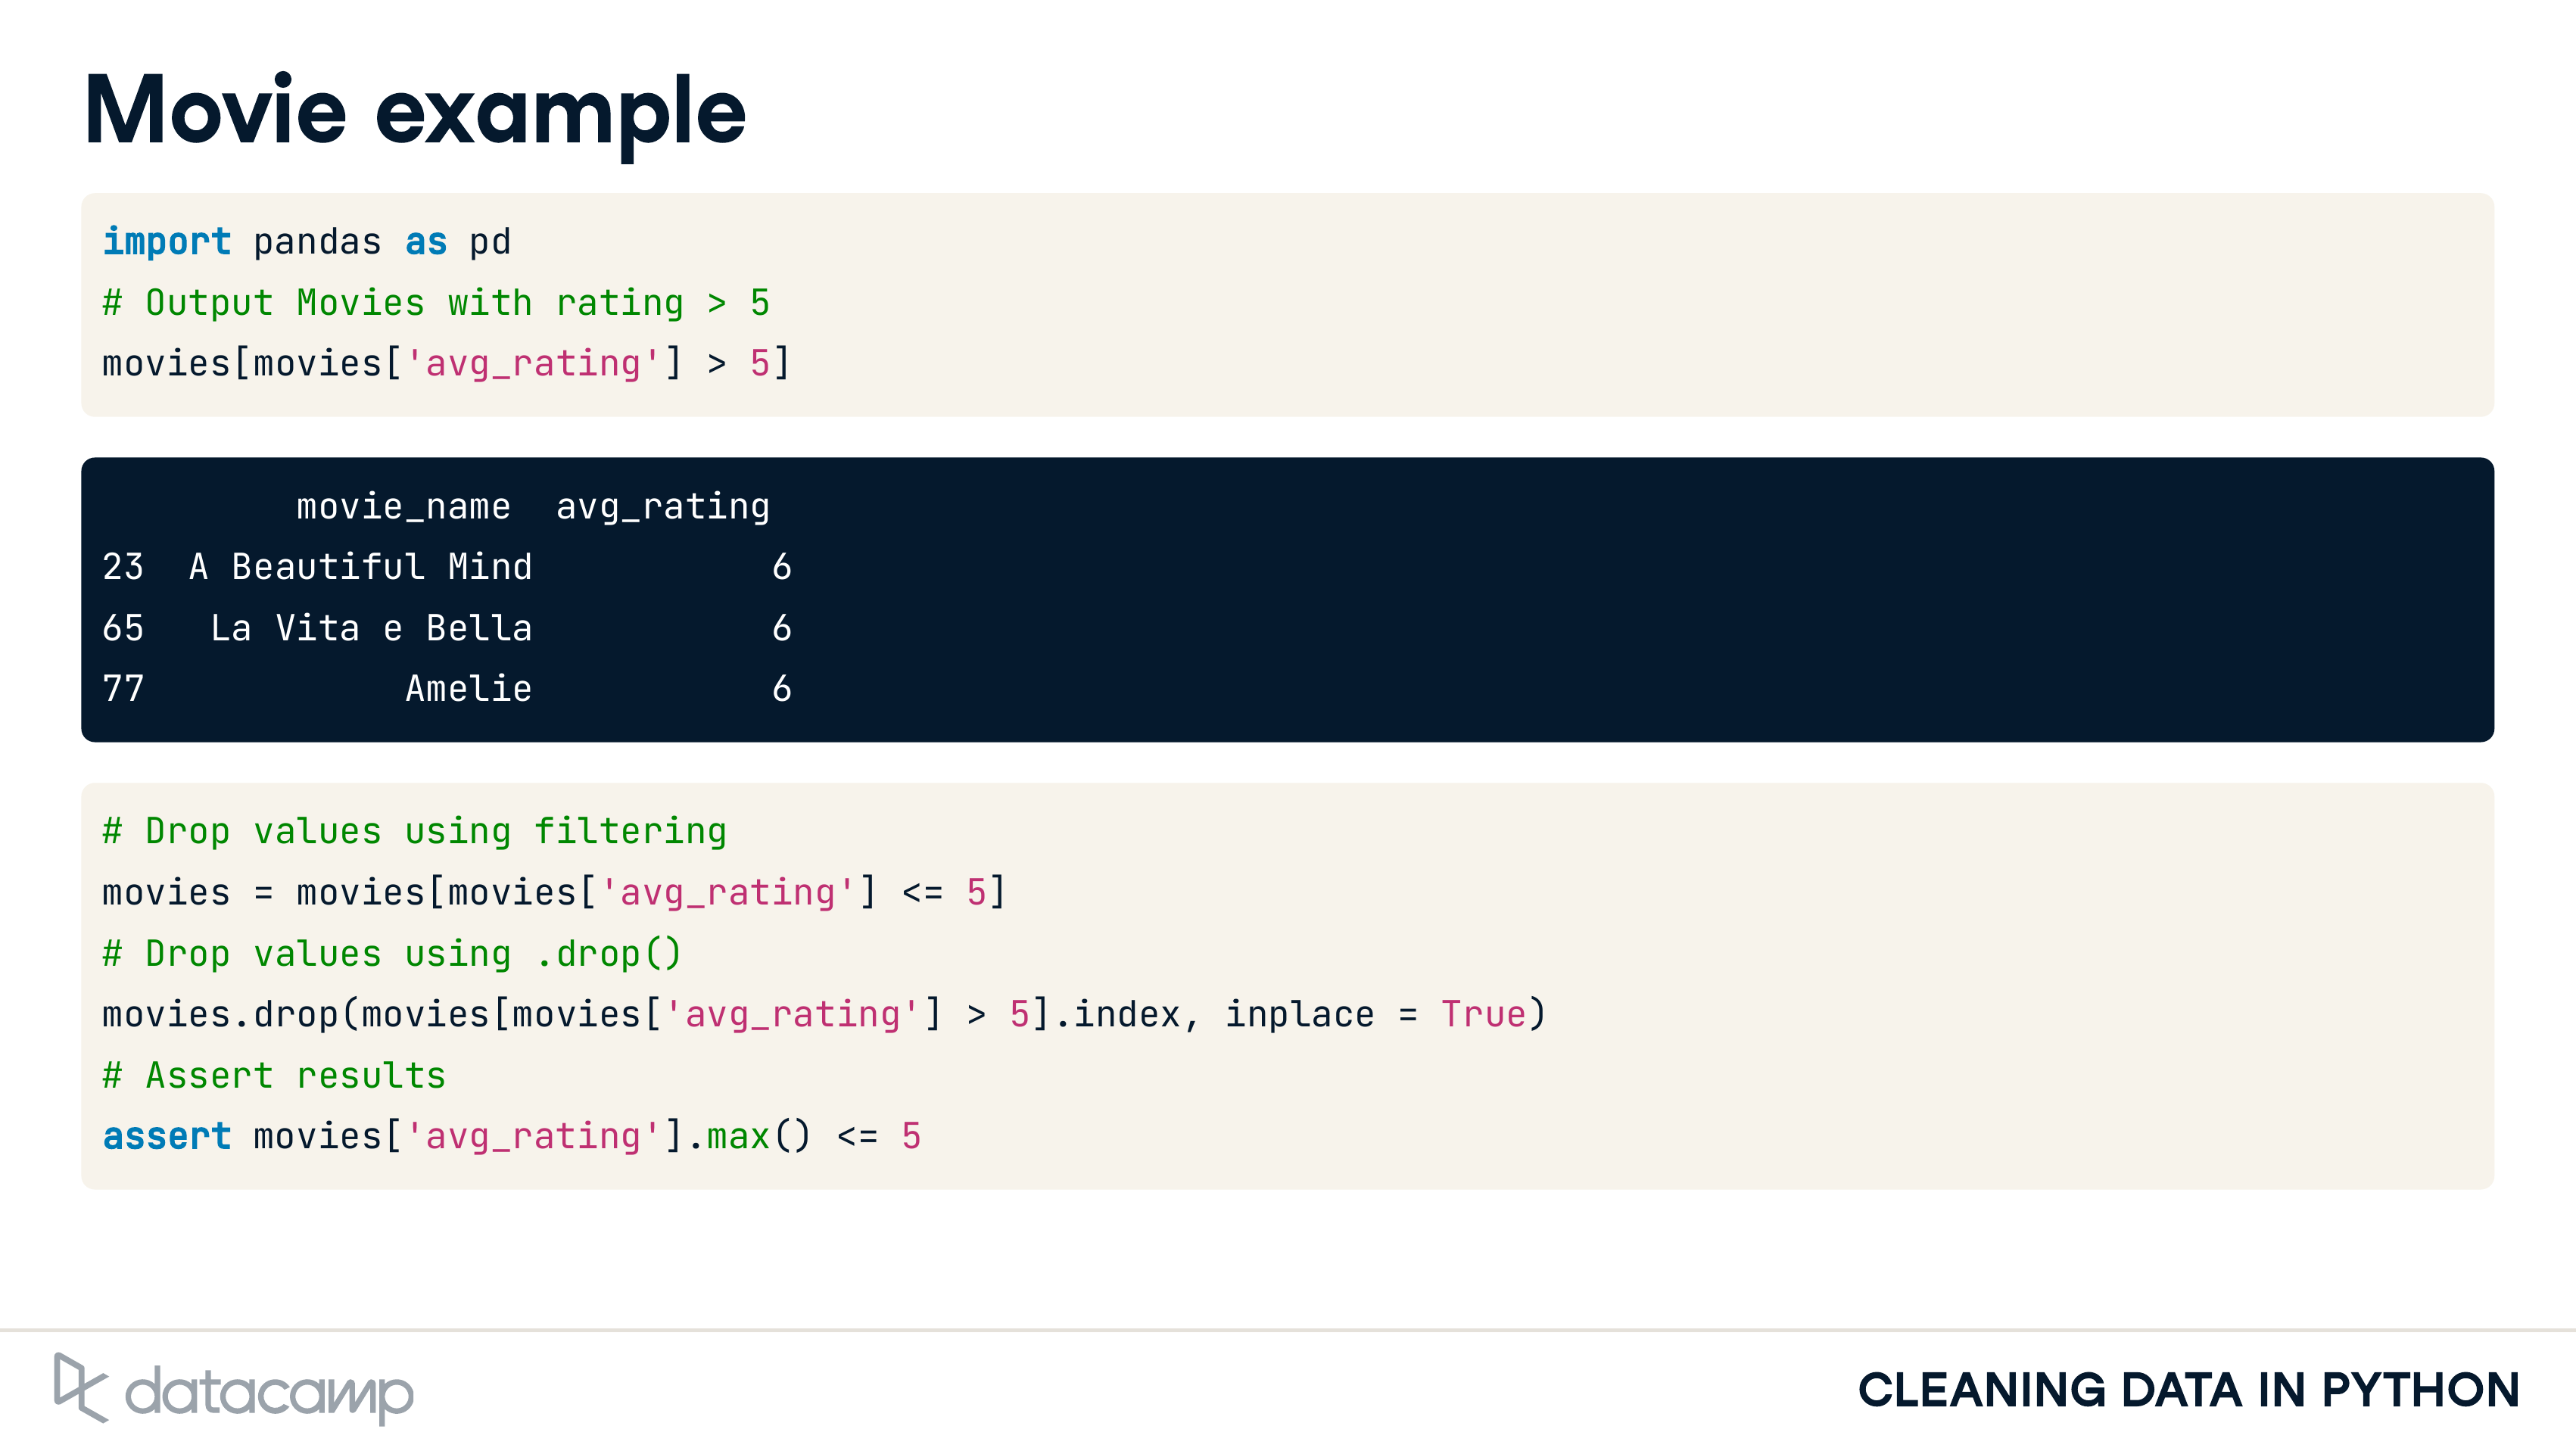 Movie example
import pandas as pd
# Output Movies with rating > 5
movies[movies['avg_rating'] > 5]
movie_name  avg_rating
23  A Beautiful Mind           6
65   La Vita e Bella           6
77            Amelie           6
# Drop values using filtering
movies = movies[movies['avg_rating'] <= 5]
# Drop values using .drop()
movies.drop(movies[movies['avg_rating'] > 5].index, inplace = True)
# Assert results
assert movies['avg_rating'].max() <= 5
datacamp
CLEANING DATA IN PYTHON